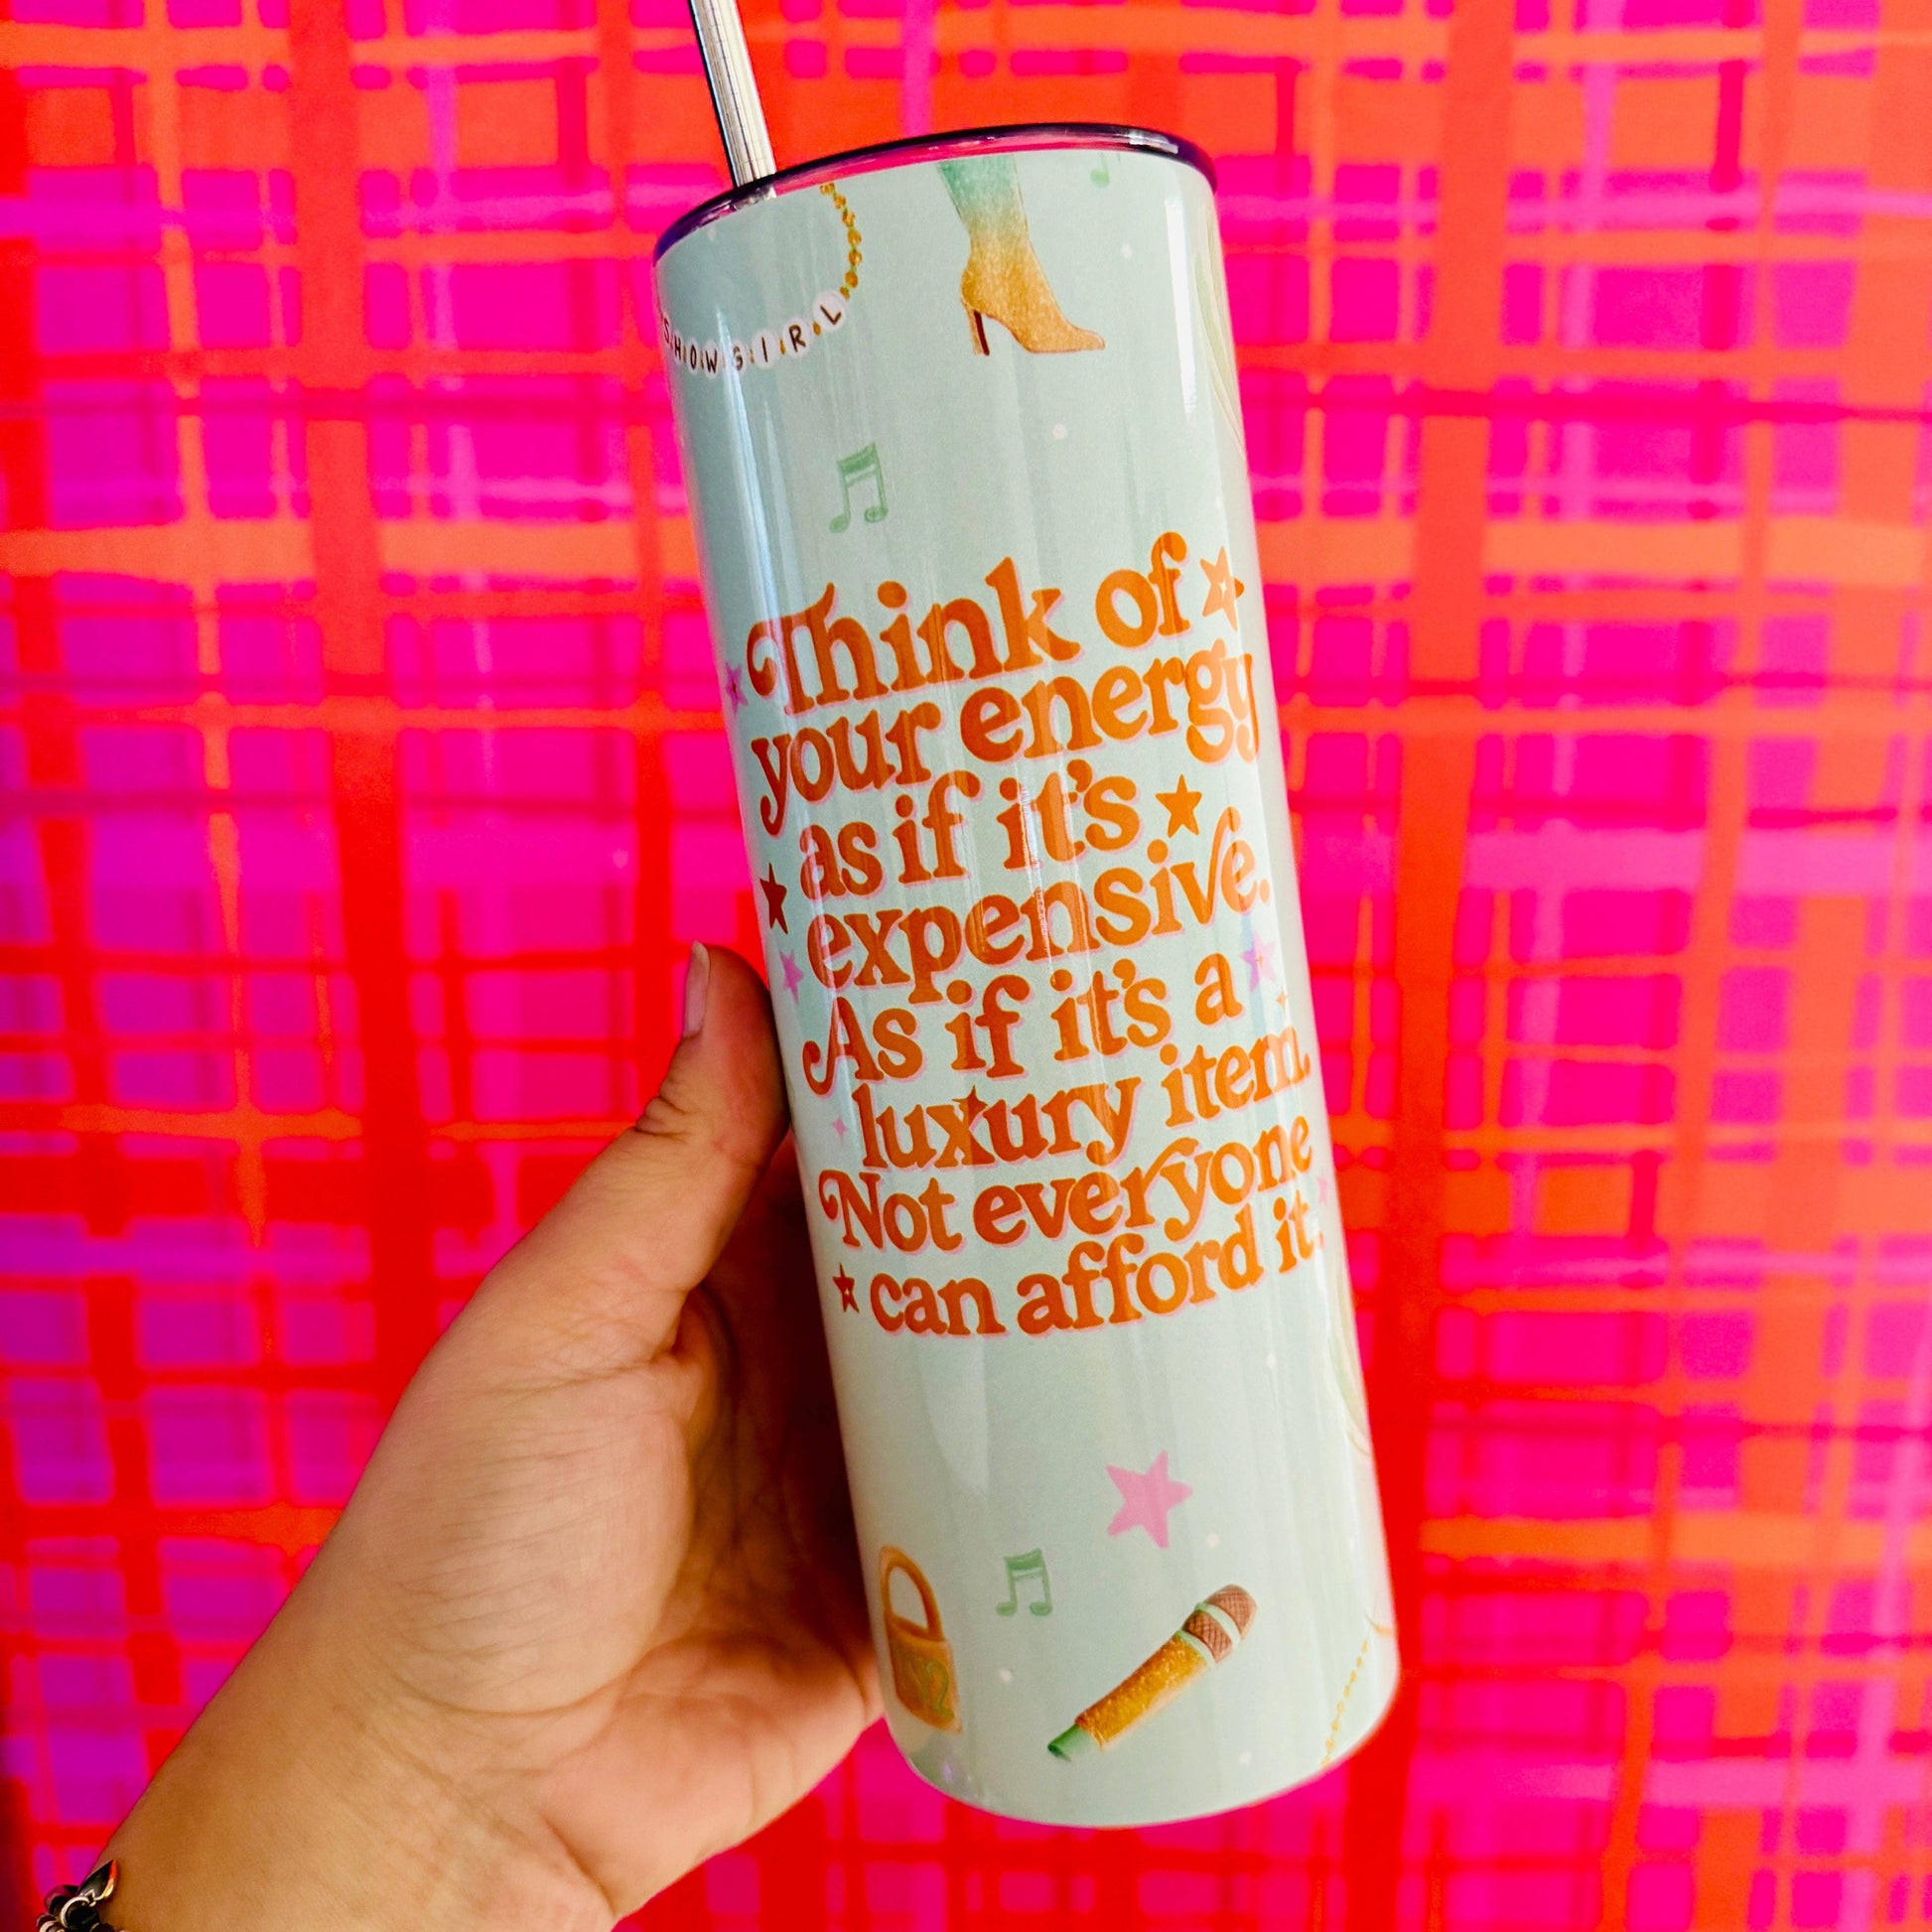 SHOWGIRL
Think of
your energy
as if it's
expensive.
As if it's a
luxury item.
Not everyone
can afford it.